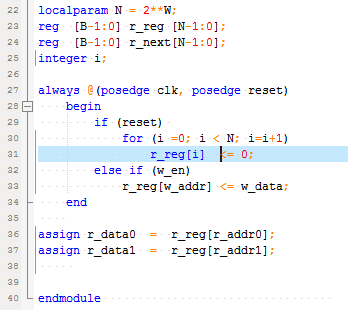 22 localparam N = 2**W;
23 reg [B-1:0] r_reg [N-1:0];
24 reg [B-1:0] r_next[N-1:0];
25 integer i;
26
27 always @(posedge clk, posedge reset)
28 begin
29 if (reset)
30 for (i =0; i < N; i=i+1)
31 r_reg[i] <= 0;
32 else if (w_en)
33 r_reg[w_addr] <= w_data;
34 end
35
36 assign r_data0 = r_reg[r_addr0];
37 assign r_data1 = r_reg[r_addr1];
38
39
40 endmodule